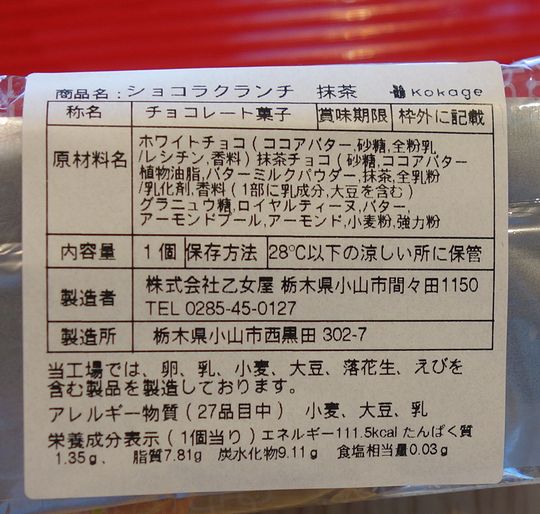 商品名：ショコラクランチ　抹茶　kokage
称名　チョコレート菓子　賞味期限　枠外に記載
原材料名
ホワイトチョコ（ココアバター,砂糖,全粉乳
/レシチン,香料）抹茶チョコ（砂糖,ココアバター
植物油脂,バターミルクパウダー,抹茶,全乳粉
/乳化剤,香料（1部に乳成分,大豆を含む）
グラニュウ糖,ロイヤルティーヌ,バター,
アーモンドプール,アーモンド,小麦粉,強力粉
内容量　1個　保存方法　28℃以下の涼しい所に保管
製造者　株式会社乙女屋 栃木県小山市間々田1150
TEL 0285-45-0127
製造所　栃木県小山市西黒田 302-7
当工場では、卵、乳、小麦、大豆、落花生、えびを
含む製品を製造しております。
アレルギー物質（27品目中）　小麦、大豆、乳
栄養成分表示（1個当り）エネルギー111.5kcal たんぱく質
1.35g、　脂質7.81g　炭水化物9.11g　食塩相当量0.03g